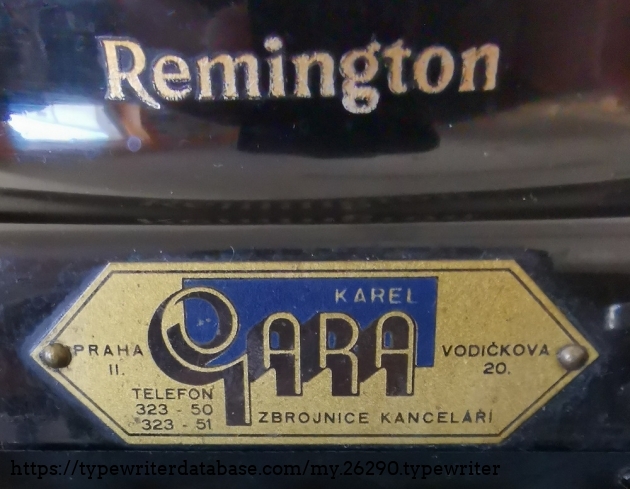 Remington
KAREL
GARA
PRAHA
II.
VODIČKOVA
20.
TELEFON
323 - 50
323 - 51
ZBROJNICE KANCELÁŘÍ
https://typewriterdatabase.com/my.26290.typewriter